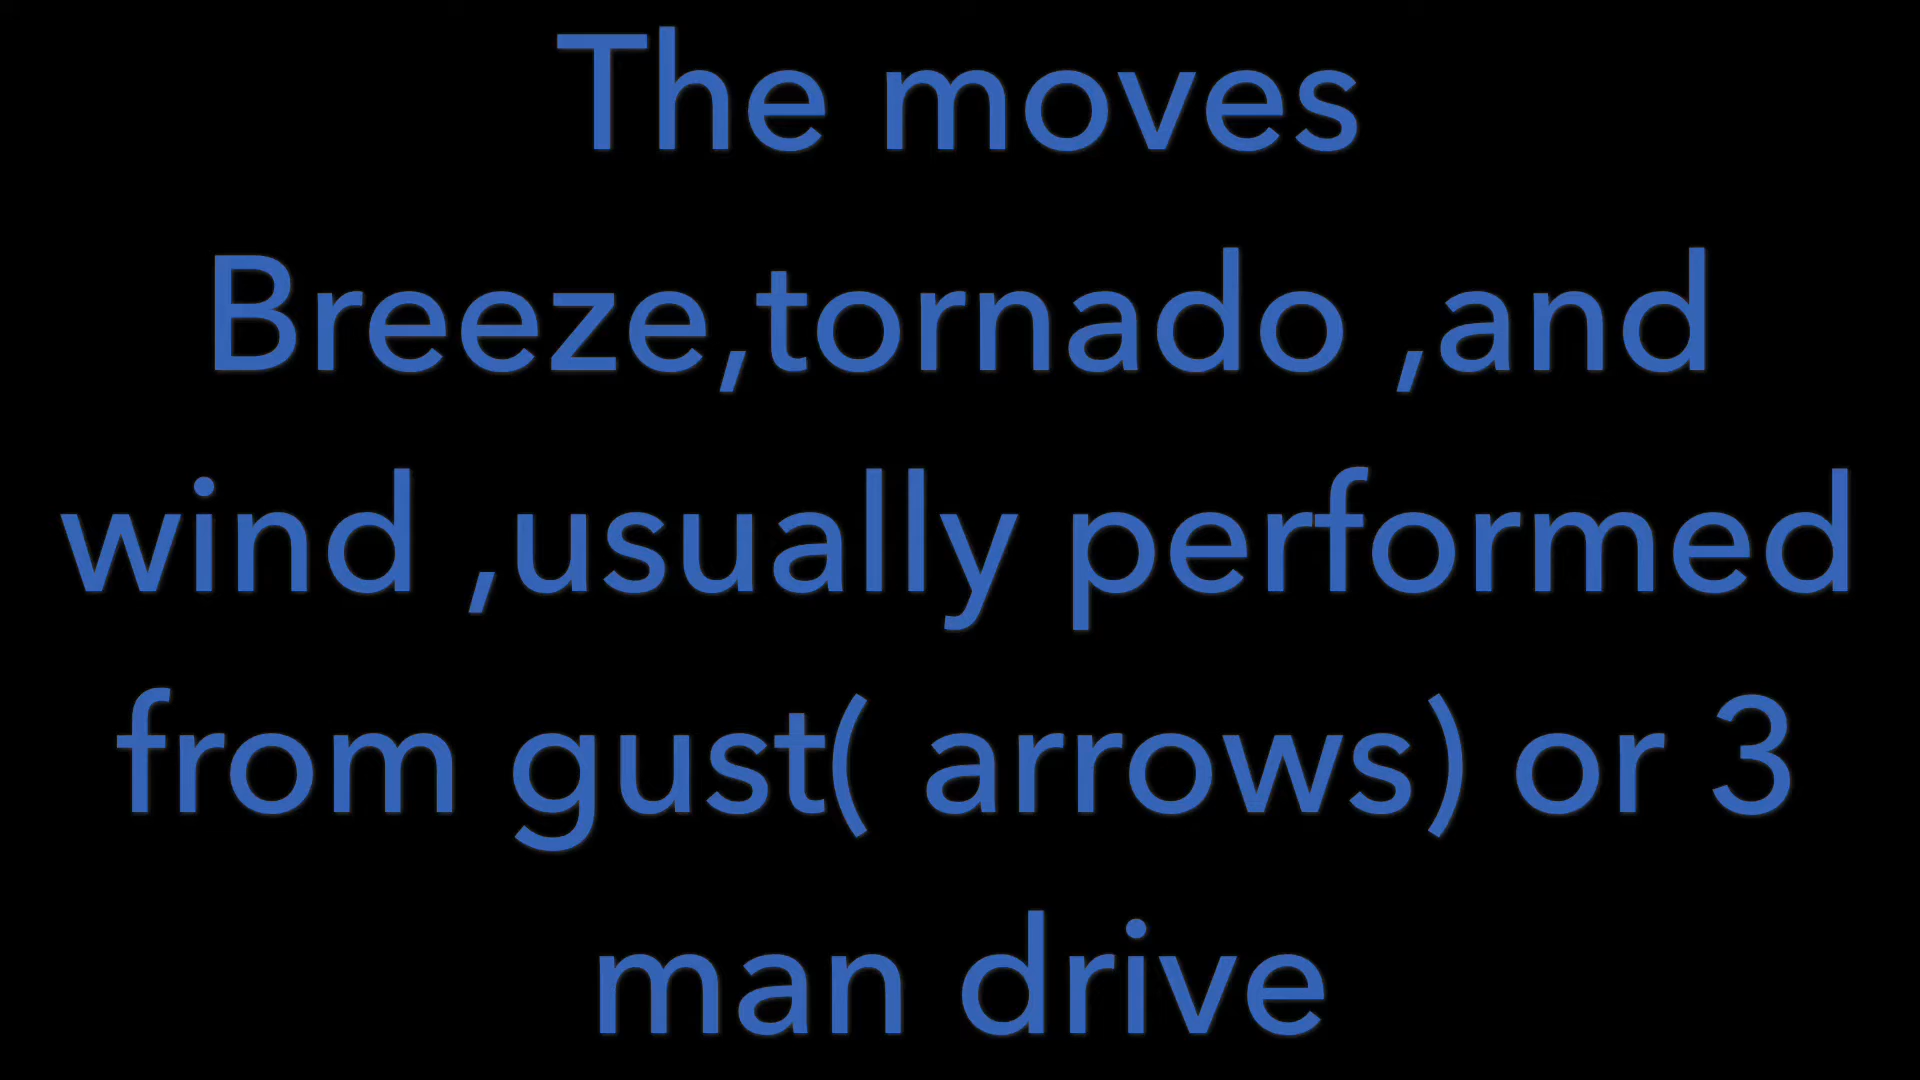 The moves
Breeze,tornado ,and
wind ,usually performed
from gust( arrows) or 3
man drive